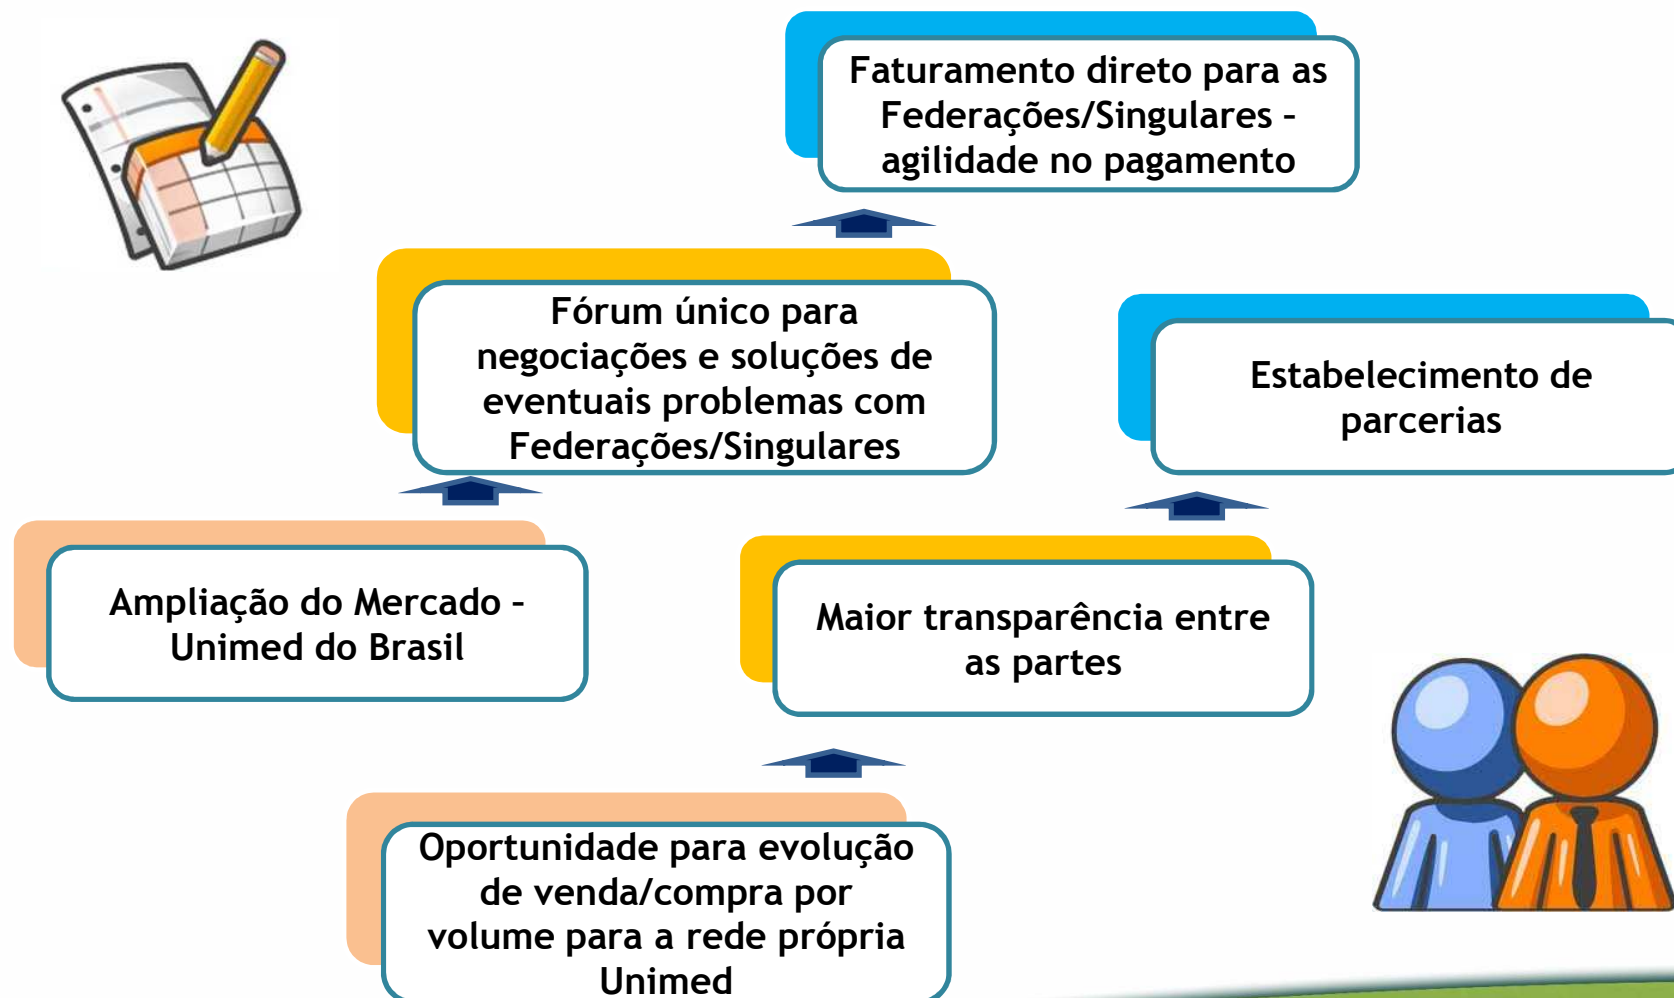 Faturamento direto para as
Federações/Singulares –
agilidade no pagamento
Fórum único para
negociações e soluções de
eventuais problemas com
Federações/Singulares
Estabelecimento de
parcerias
Ampliação do Mercado –
Unimed do Brasil
Maior transparência entre
as partes
Oportunidade para evolução
de venda/compra por
volume para a rede própria
Unimed